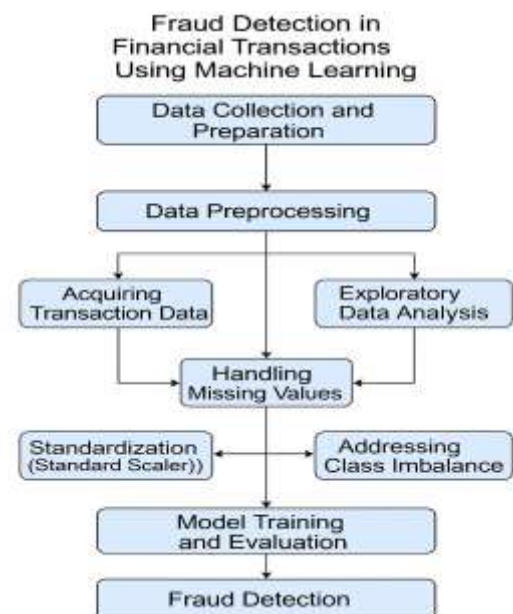 Fraud Detection in
Financial Transactions
Using Machine Learning
Data Collection and
Preparation
Data Preprocessing
Acquiring
Transaction Data
Exploratory
Data Analysis
Handling
Missing Values
Standardization
(Standard Scaler))
Addressing
Class Imbalance
Model Training
and Evaluation
Fraud Detection